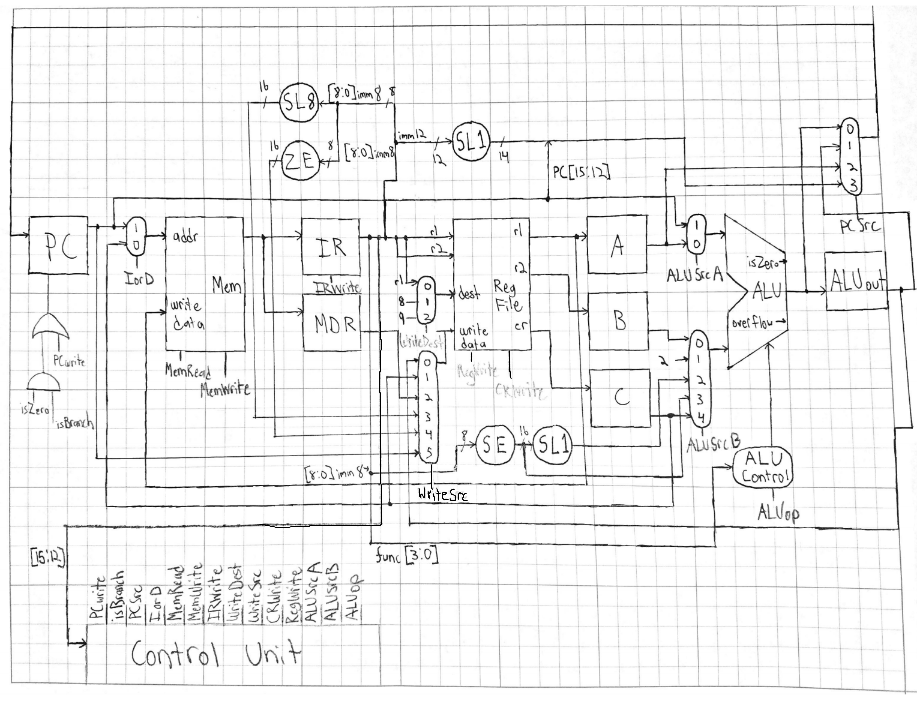 16
SL8
[8:0]imm8
8
16
ZE
8
[8:0]imm8
imm12
12
SL1
14
PC[15:12]
0
1
2
3
PCSrc
PC
1
0
IorD
addr
Mem
write
data
MemRead
MemWrite
IR
IRWrite
MDR
r1
r2
r1
8
9
0
1
2
WriteDest
dest
Reg
File
write
data
r1
r2
cr
RegWrite
CRWrite
A
B
C
1
0
ALUSrcA
isZero
ALU
overflow
ALUout
PCwrite
isZero
isBranch
0
1
2
3
4
5
WriteSrc
2
0
1
2
3
4
ALUSrcB
8
SE
16
SL1
[8:0]imm8
ALU
Control
ALUop
[15:12]
func[3:0]
PCwrite
isBranch
PCSrc
IorD
MemRead
MemWrite
IRWrite
WriteDest
WriteSrc
CRWrite
RegWrite
ALUSrcA
ALUSrcB
ALUop
Control Unit